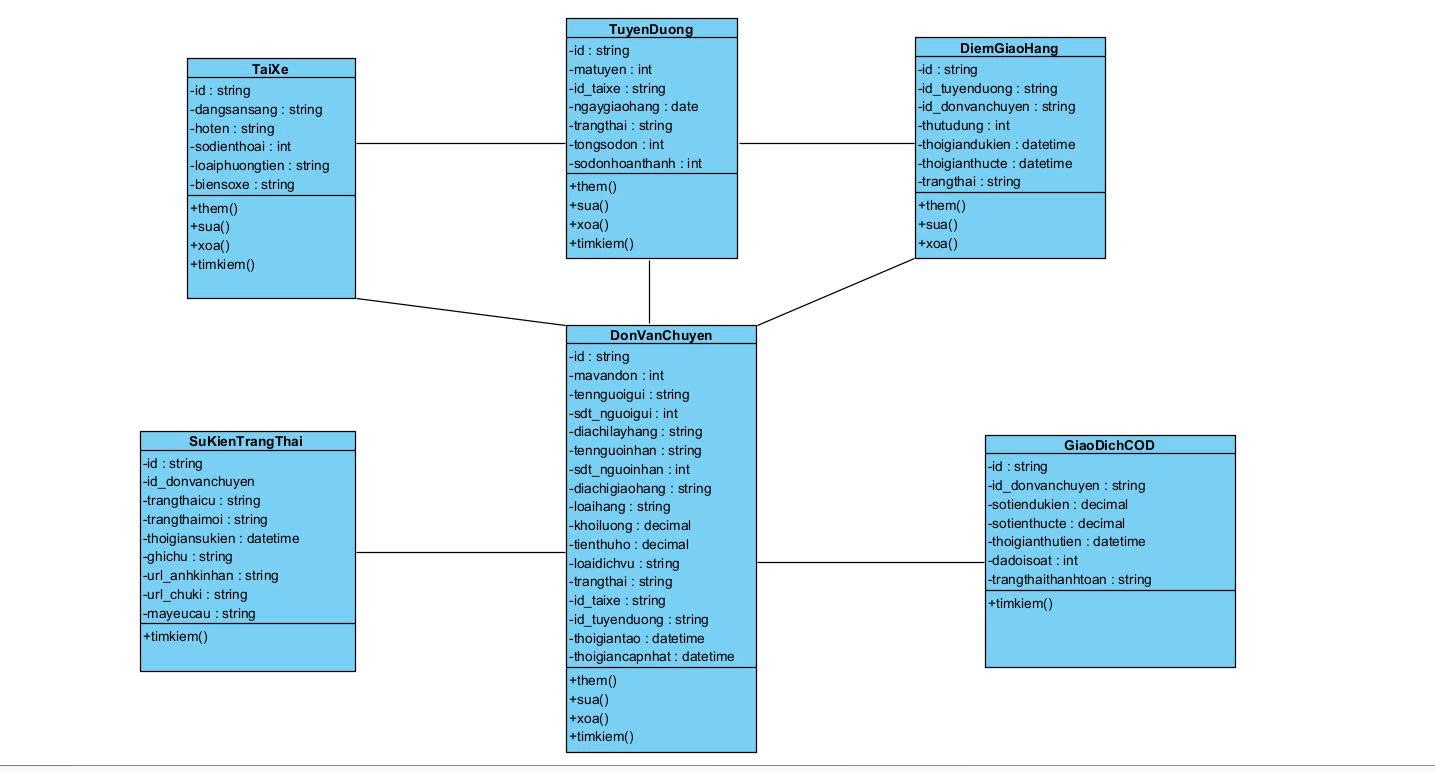 TaiXe
-id : string
-dangsansang : string
-hoten : string
-sodienthoai : int
-loaiphuongtien : string
-biensoxe : string
+them()
+sua()
+xoa()
+timkiem()
TuyenDuong
-id : string
-matuyen : int
-id_taixe : string
-ngaygiaohang : date
-trangthai : string
-tongsodon : int
-sodonhoanthanh : int
+them()
+sua()
+xoa()
+timkiem()
DiemGiaoHang
-id : string
-id_tuyenduong : string
-id_donvanchuyen : string
-thutudung : int
-thoigiandukien : datetime
-thoigianthucte : datetime
-trangthai : string
+them()
+sua()
+xoa()
SuKienTrangThai
-id : string
-id_donvanchuyen
-trangthaicu : string
-trangthaimoi : string
-thoigiansukien : datetime
-ghichu : string
-url_anhkinhan : string
-url_chuki : string
-mayeucau : string
+timkiem()
DonVanChuyen
-id : string
-mavandon : int
-tennguoigui : string
-sdt_nguoigui : int
-diachilayhang : string
-tennguoinhan : string
-sdt_nguoinhan : int
-diachigiaohang : string
-loaihang : string
-khoiluong : decimal
-tienthuho : decimal
-loaidichvu : string
-trangthai : string
-id_taixe : string
-id_tuyenduong : string
-thoigiantao : datetime
-thoigiancapnhat : datetime
+them()
+sua()
+xoa()
+timkiem()
GiaoDichCOD
-id : string
-id_donvanchuyen : string
-sotiendukien : decimal
-sotienthucte : decimal
-thoigianthutien : datetime
-dadoisoat : int
-trangthaithanhtoan : string
+timkiem()